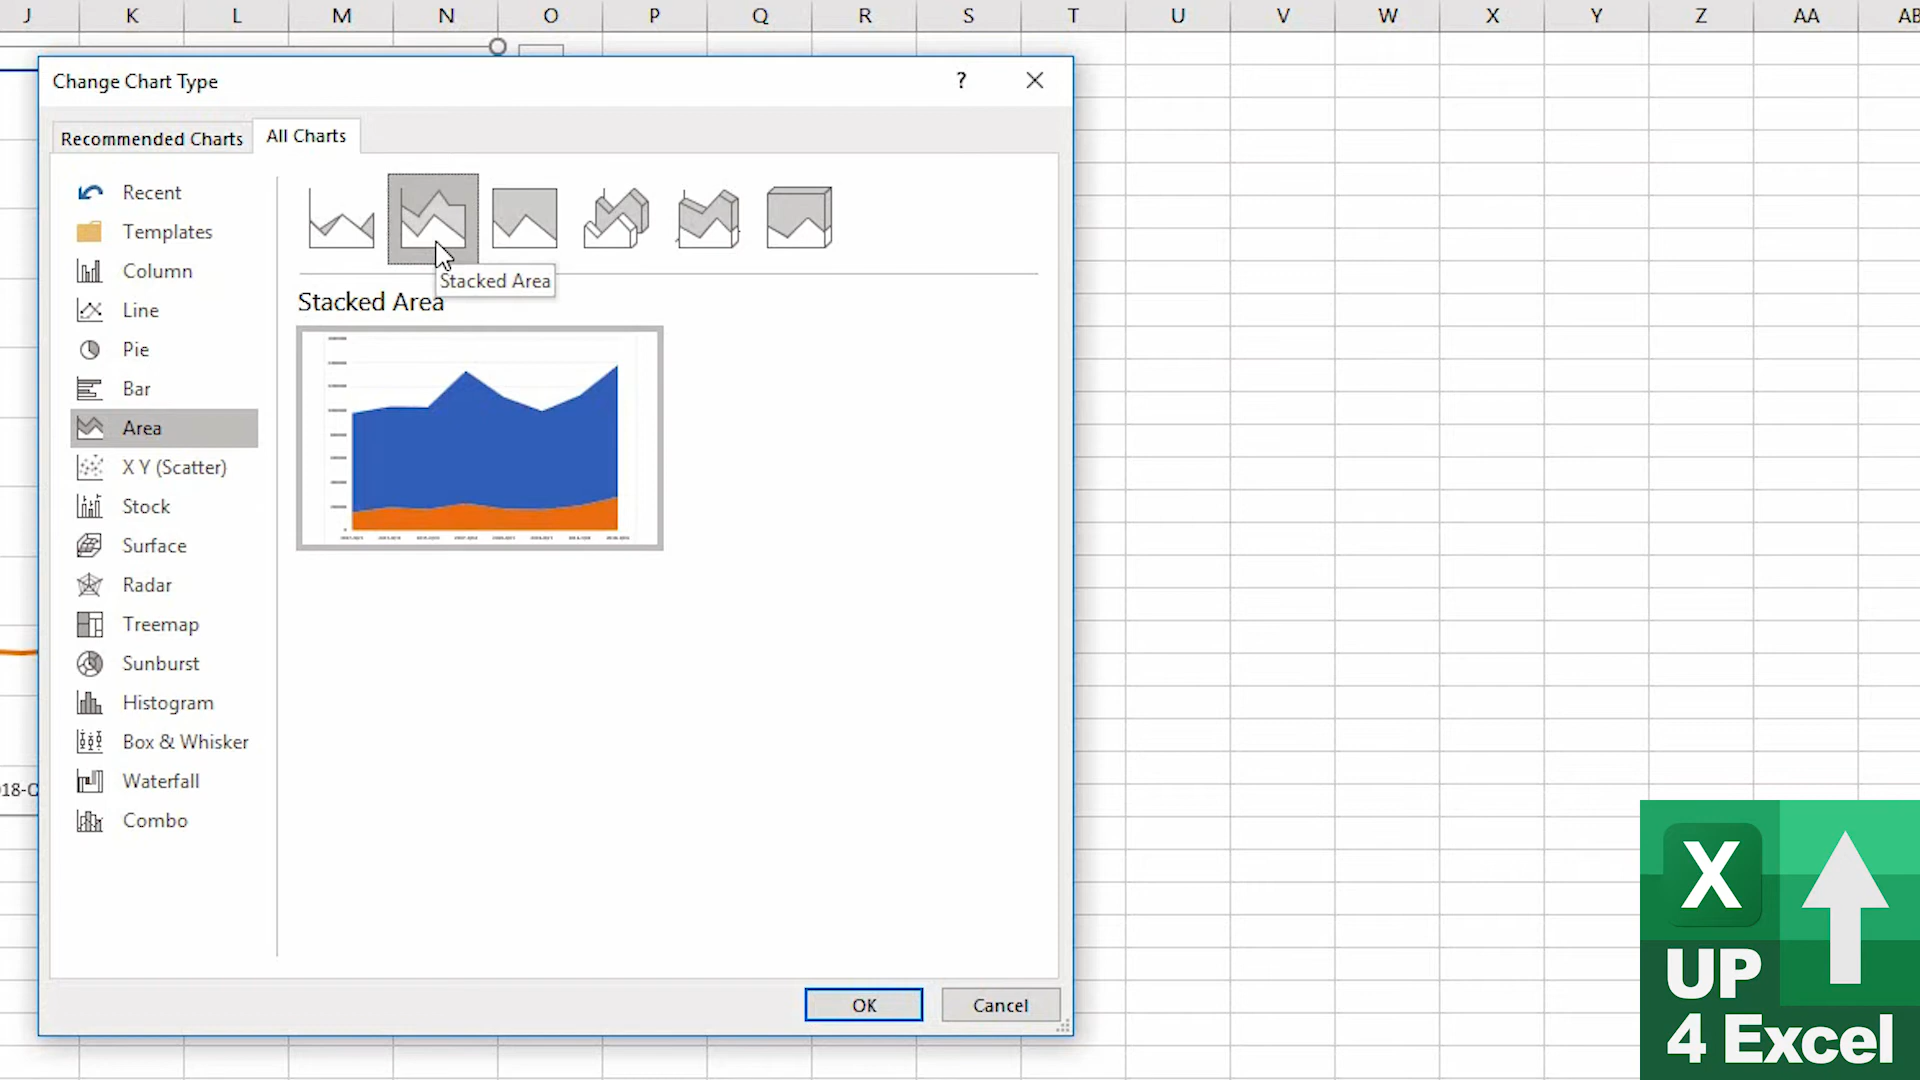 J K L M N O P Q R S T U V W X Y Z AA AB
Change Chart Type ?
Recommended Charts All Charts
Recent
Templates
Column
Line
Pie
Bar
Area
X Y (Scatter)
Stock
Surface
Radar
Treemap
Sunburst
Histogram
Box & Whisker
Waterfall
Combo
Stacked Area
Stacked Area
OK Cancel
X
UP
4 Excel